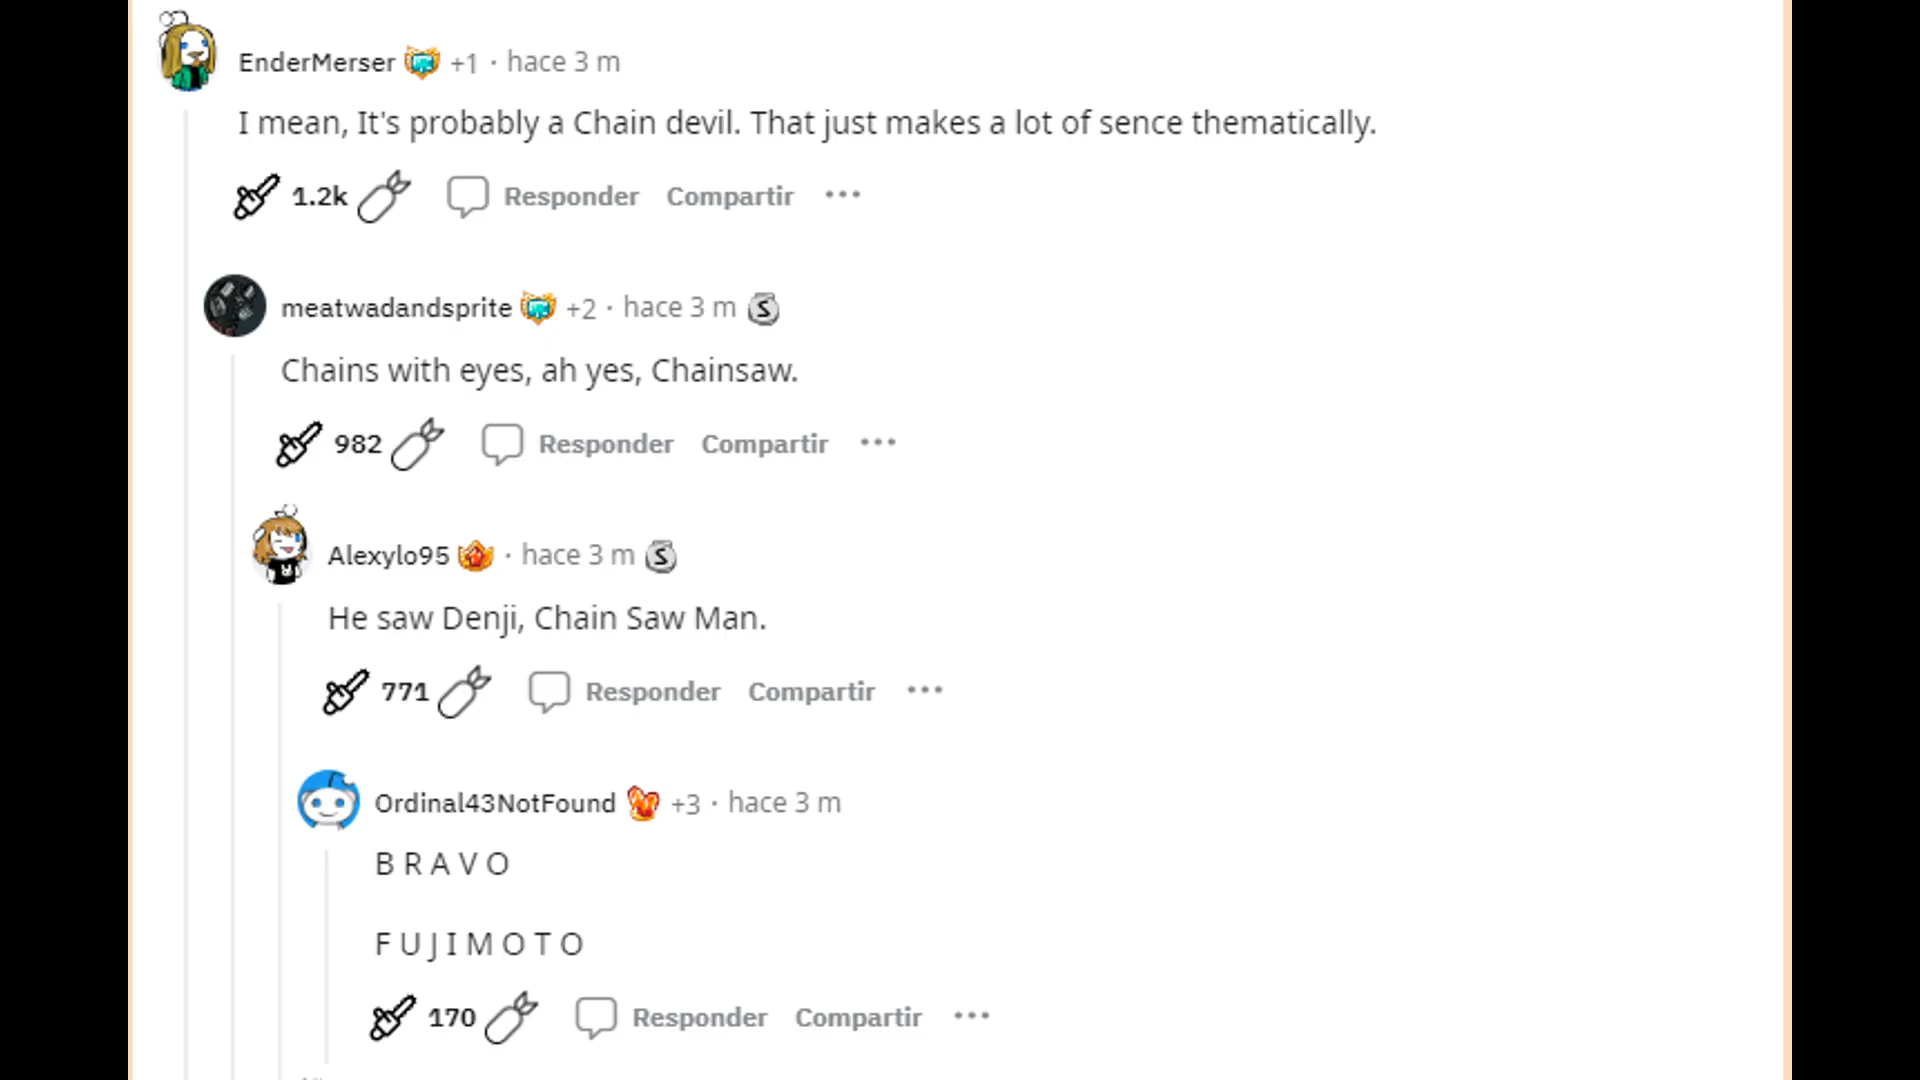 EnderMerser +1 · hace 3 m
I mean, It's probably a Chain devil. That just makes a lot of sence thematically.
1.2k Responder Compartir ···
meatwadandsprite +2 · hace 3 m S
Chains with eyes, ah yes, Chainsaw.
982 Responder Compartir ···
Alexylo95 · hace 3 m S
He saw Denji, Chain Saw Man.
771 Responder Compartir ···
Ordinal43NotFound +3 · hace 3 m
B R A V O
F U J I M O T O
170 Responder Compartir ···